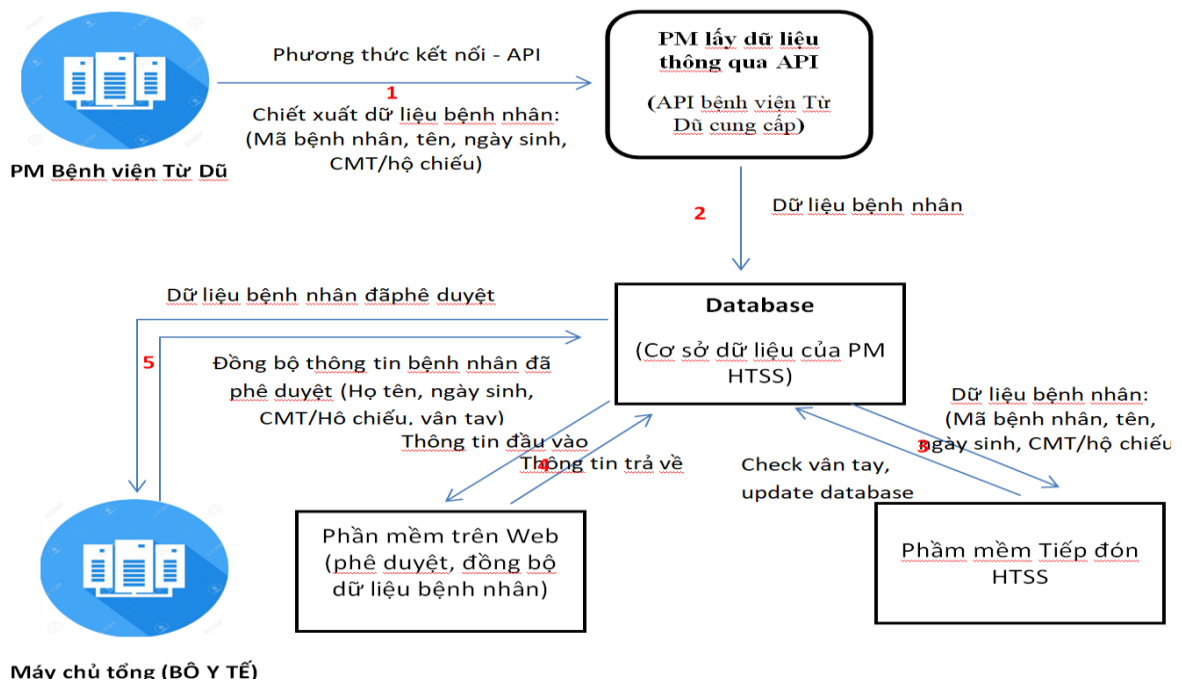 Phương thức kết nối - API
1
Chiết xuất dữ liệu bệnh nhân:
(Mã bệnh nhân, tên, ngày sinh,
CMT/hộ chiếu)
PM Bệnh viện Từ Dũ
PM lấy dữ liệu
thông qua API
(API bệnh viện Từ
Dũ cung cấp)
2
Dữ liệu bệnh nhân
Database
(Cơ sở dữ liệu của PM
HTSS)
Dữ liệu bệnh nhân đãphê duyệt
5
Đồng bộ thông tin bệnh nhân đã
phê duyệt (Họ tên, ngày sinh,
CMT/Hộ chiếu, vân tay)
Thông tin đầu vào
4
Thông tin trả về
Dữ liệu bệnh nhân:
(Mã bệnh nhân, tên,
ngày sinh, CMT/hộ chiếu
3
Check vân tay,
update database
Phần mềm trên Web
(phê duyệt, đồng bộ
dữ liệu bệnh nhân)
Phầm mềm Tiếp đón
HTSS
Máy chủ tổng (BỘ Y TẾ)